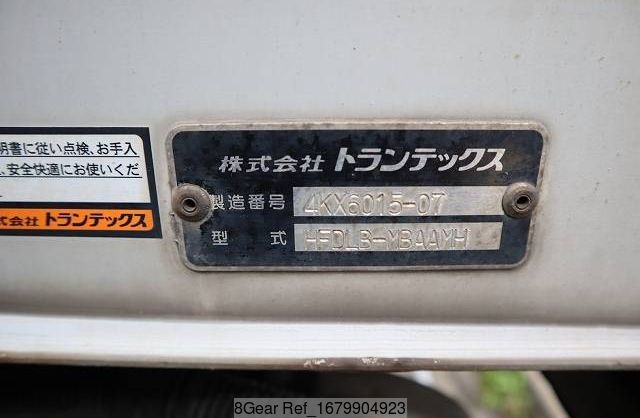 明書に従い点検、お手入
、安全快適にお使いくだ
式会社 トランテックス
株式会社 トランテックス
製造番号 4KX6015-07
型式 HFDLB-MBAAMH
8Gear Ref_1679904923